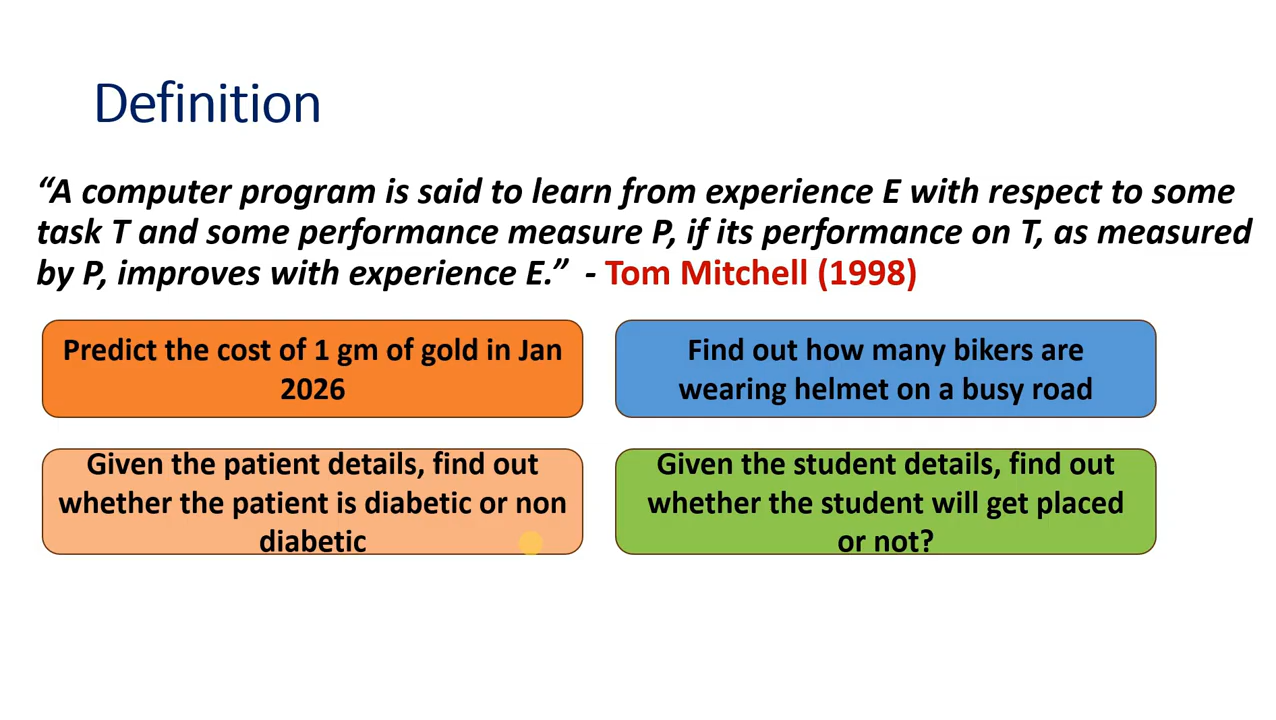 Definition
“A computer program is said to learn from experience E with respect to some
task T and some performance measure P, if its performance on T, as measured
by P, improves with experience E.” - Tom Mitchell (1998)
Predict the cost of 1 gm of gold in Jan
2026
Find out how many bikers are
wearing helmet on a busy road
Given the patient details, find out
whether the patient is diabetic or non
diabetic
Given the student details, find out
whether the student will get placed
or not?